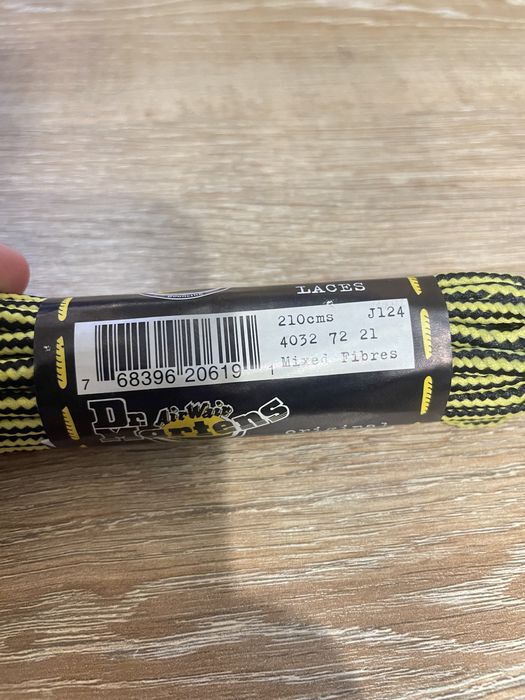 LACES
210cms J124
4032 72 21
Mixed Fibres
7 68396 20619 1
Dr. Martens
AirWair
original